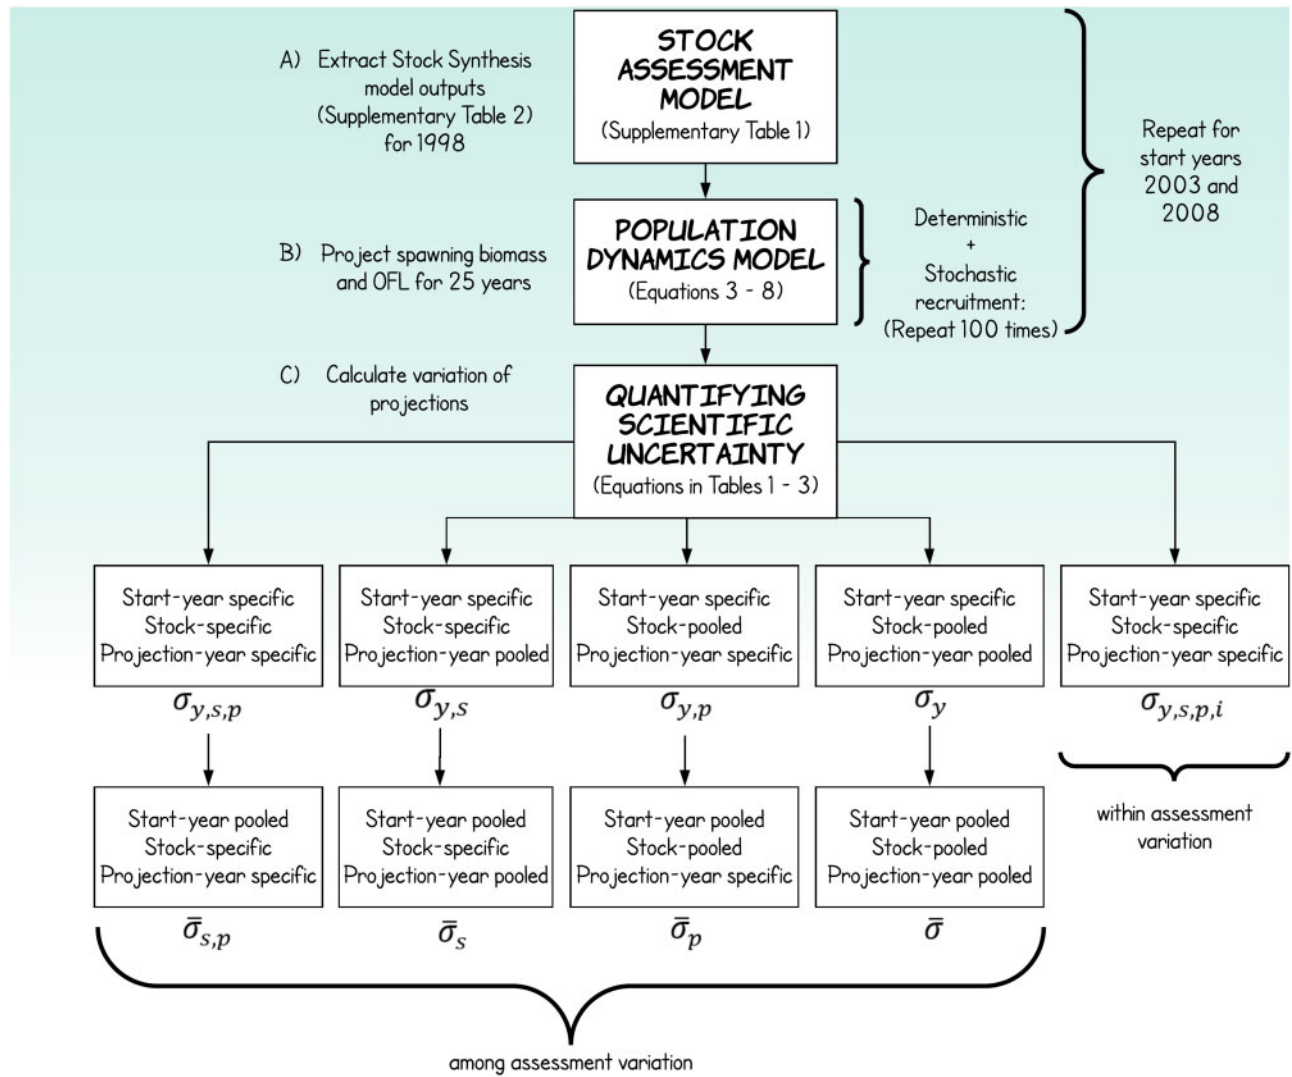 STOCK
ASSESSMENT
MODEL
(Supplementary Table 1)
A) Extract Stock Synthesis
model outputs
(Supplementary Table 2)
for 1998
Repeat for
start years
2003 and
2008
POPULATION
DYNAMICS MODEL
(Equations 3 - 8)
B) Project spawning biomass
and OFL for 25 years
Deterministic
+
Stochastic
recruitment:
(Repeat 100 times)
C) Calculate variation of
projections
QUANTIFYING
SCIENTIFIC
UNCERTAINTY
(Equations in Tables 1 - 3)
Start-year specific
Stock-specific
Projection-year specific
σy,s,p
Start-year specific
Stock-specific
Projection-year pooled
σy,s
Start-year specific
Stock-pooled
Projection-year specific
σy,p
Start-year specific
Stock-pooled
Projection-year pooled
σy
Start-year specific
Stock-specific
Projection-year specific
σy,s,p,i
Start-year pooled
Stock-specific
Projection-year specific
σ̄s,p
Start-year pooled
Stock-specific
Projection-year pooled
σ̄s
Start-year pooled
Stock-pooled
Projection-year specific
σ̄p
Start-year pooled
Stock-pooled
Projection-year pooled
σ̄
within assessment
variation
among assessment variation